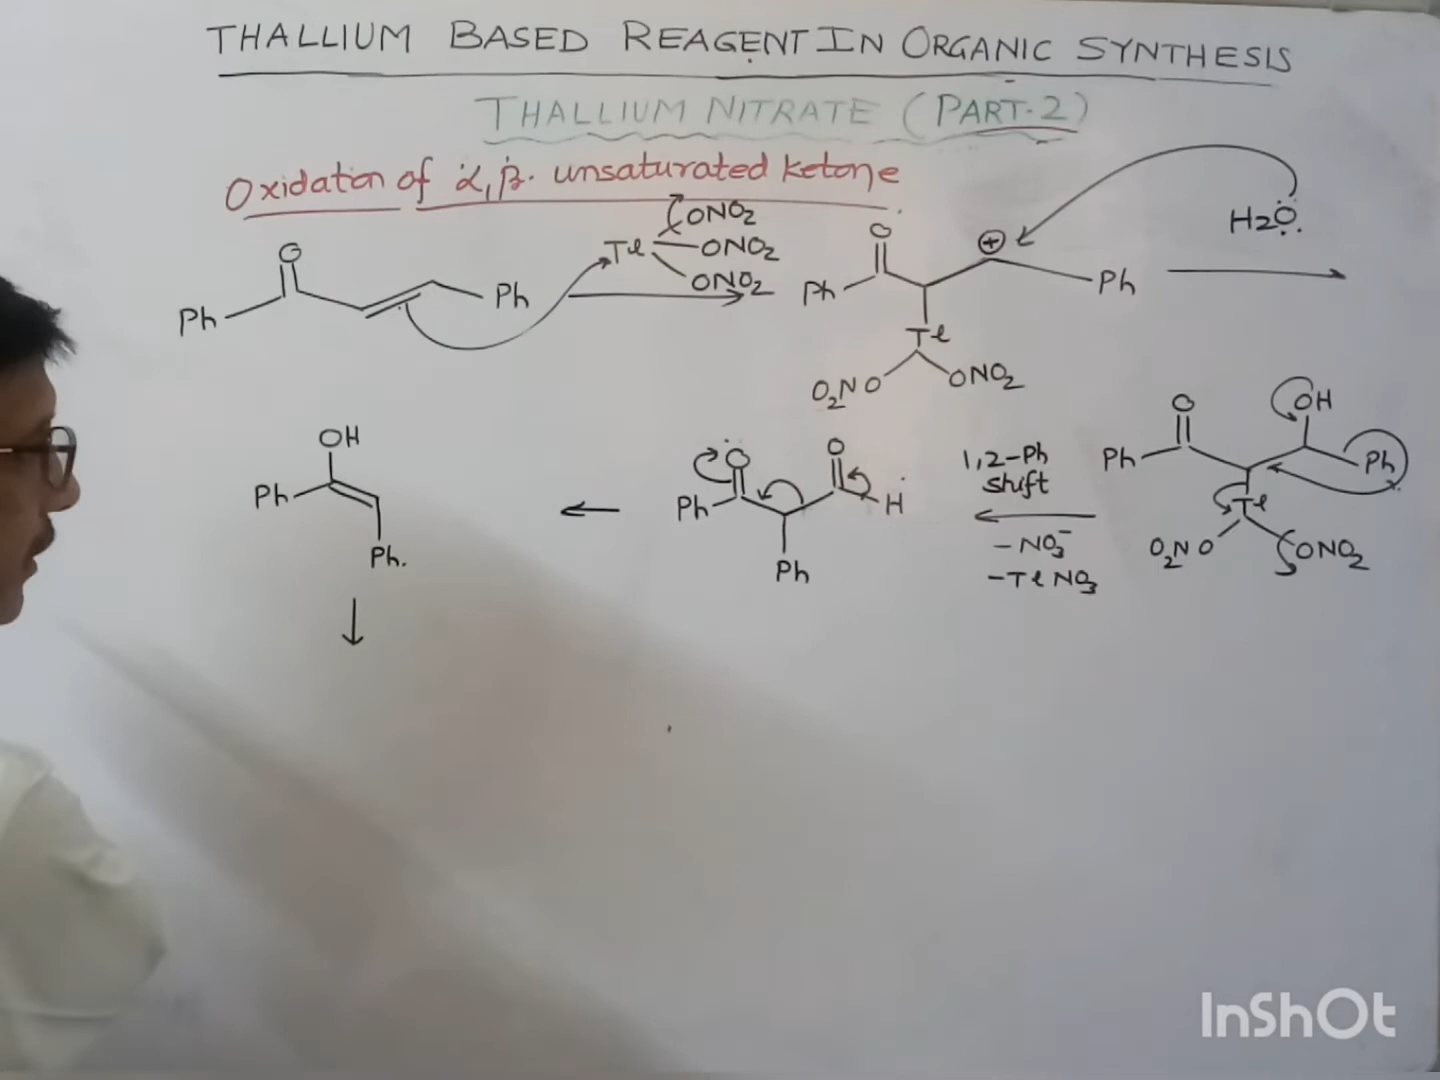 THALLIUM BASED REAGENT IN ORGANIC SYNTHESIS
THALLIUM NITRATE (PART-2)
Oxidation of α,β- unsaturated ketone
O
Ph
Ph
Tl
ONO2
ONO2
ONO2
O
Ph
⊕
Ph
Tl
O2NO
ONO2
H2O
O
Ph
OH
Ph
Tl
O2NO
ONO2
1,2-Ph
shift
- NO3-
- TlNO3
O
Ph
O
H
Ph
OH
Ph
Ph.
InShOt